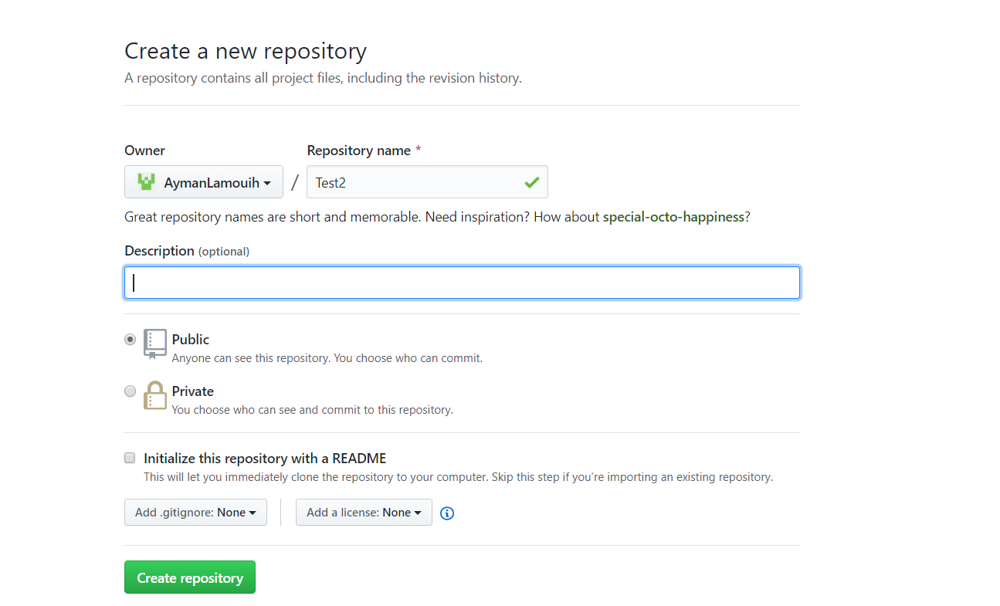 Create a new repository
A repository contains all project files, including the revision history.
Owner Repository name *
AymanLamouih / Test2
Great repository names are short and memorable. Need inspiration? How about special-octo-happiness?
Description (optional)
Public
Anyone can see this repository. You choose who can commit.
Private
You choose who can see and commit to this repository.
Initialize this repository with a README
This will let you immediately clone the repository to your computer. Skip this step if you’re importing an existing repository.
Add .gitignore: None Add a license: None
Create repository